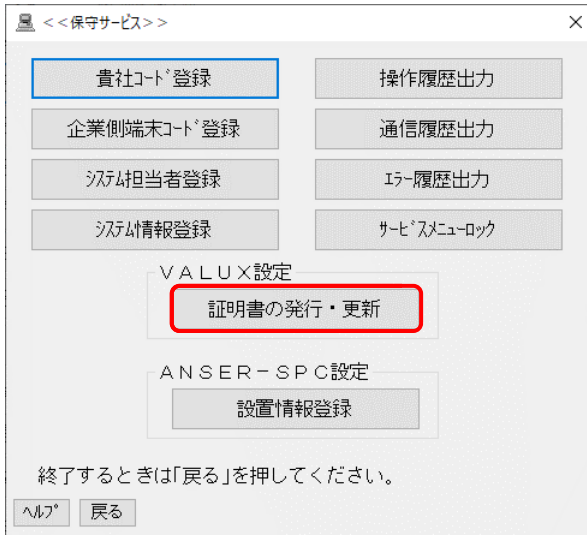 <<保守サービス>>
貴社ｺｰﾄﾞ登録
操作履歴出力
企業側端末ｺｰﾄﾞ登録
通信履歴出力
ｼｽﾃﾑ担当者登録
ｴﾗｰ履歴出力
ｼｽﾃﾑ情報登録
ｻｰﾋﾞｽﾒﾆｭｰﾛｯｸ
ＶＡＬＵＸ設定
証明書の発行・更新
ＡＮＳＥＲ－ＳＰＣ設定
設置情報登録
終了するときは「戻る」を押してください。
ﾍﾙﾌﾟ
戻る